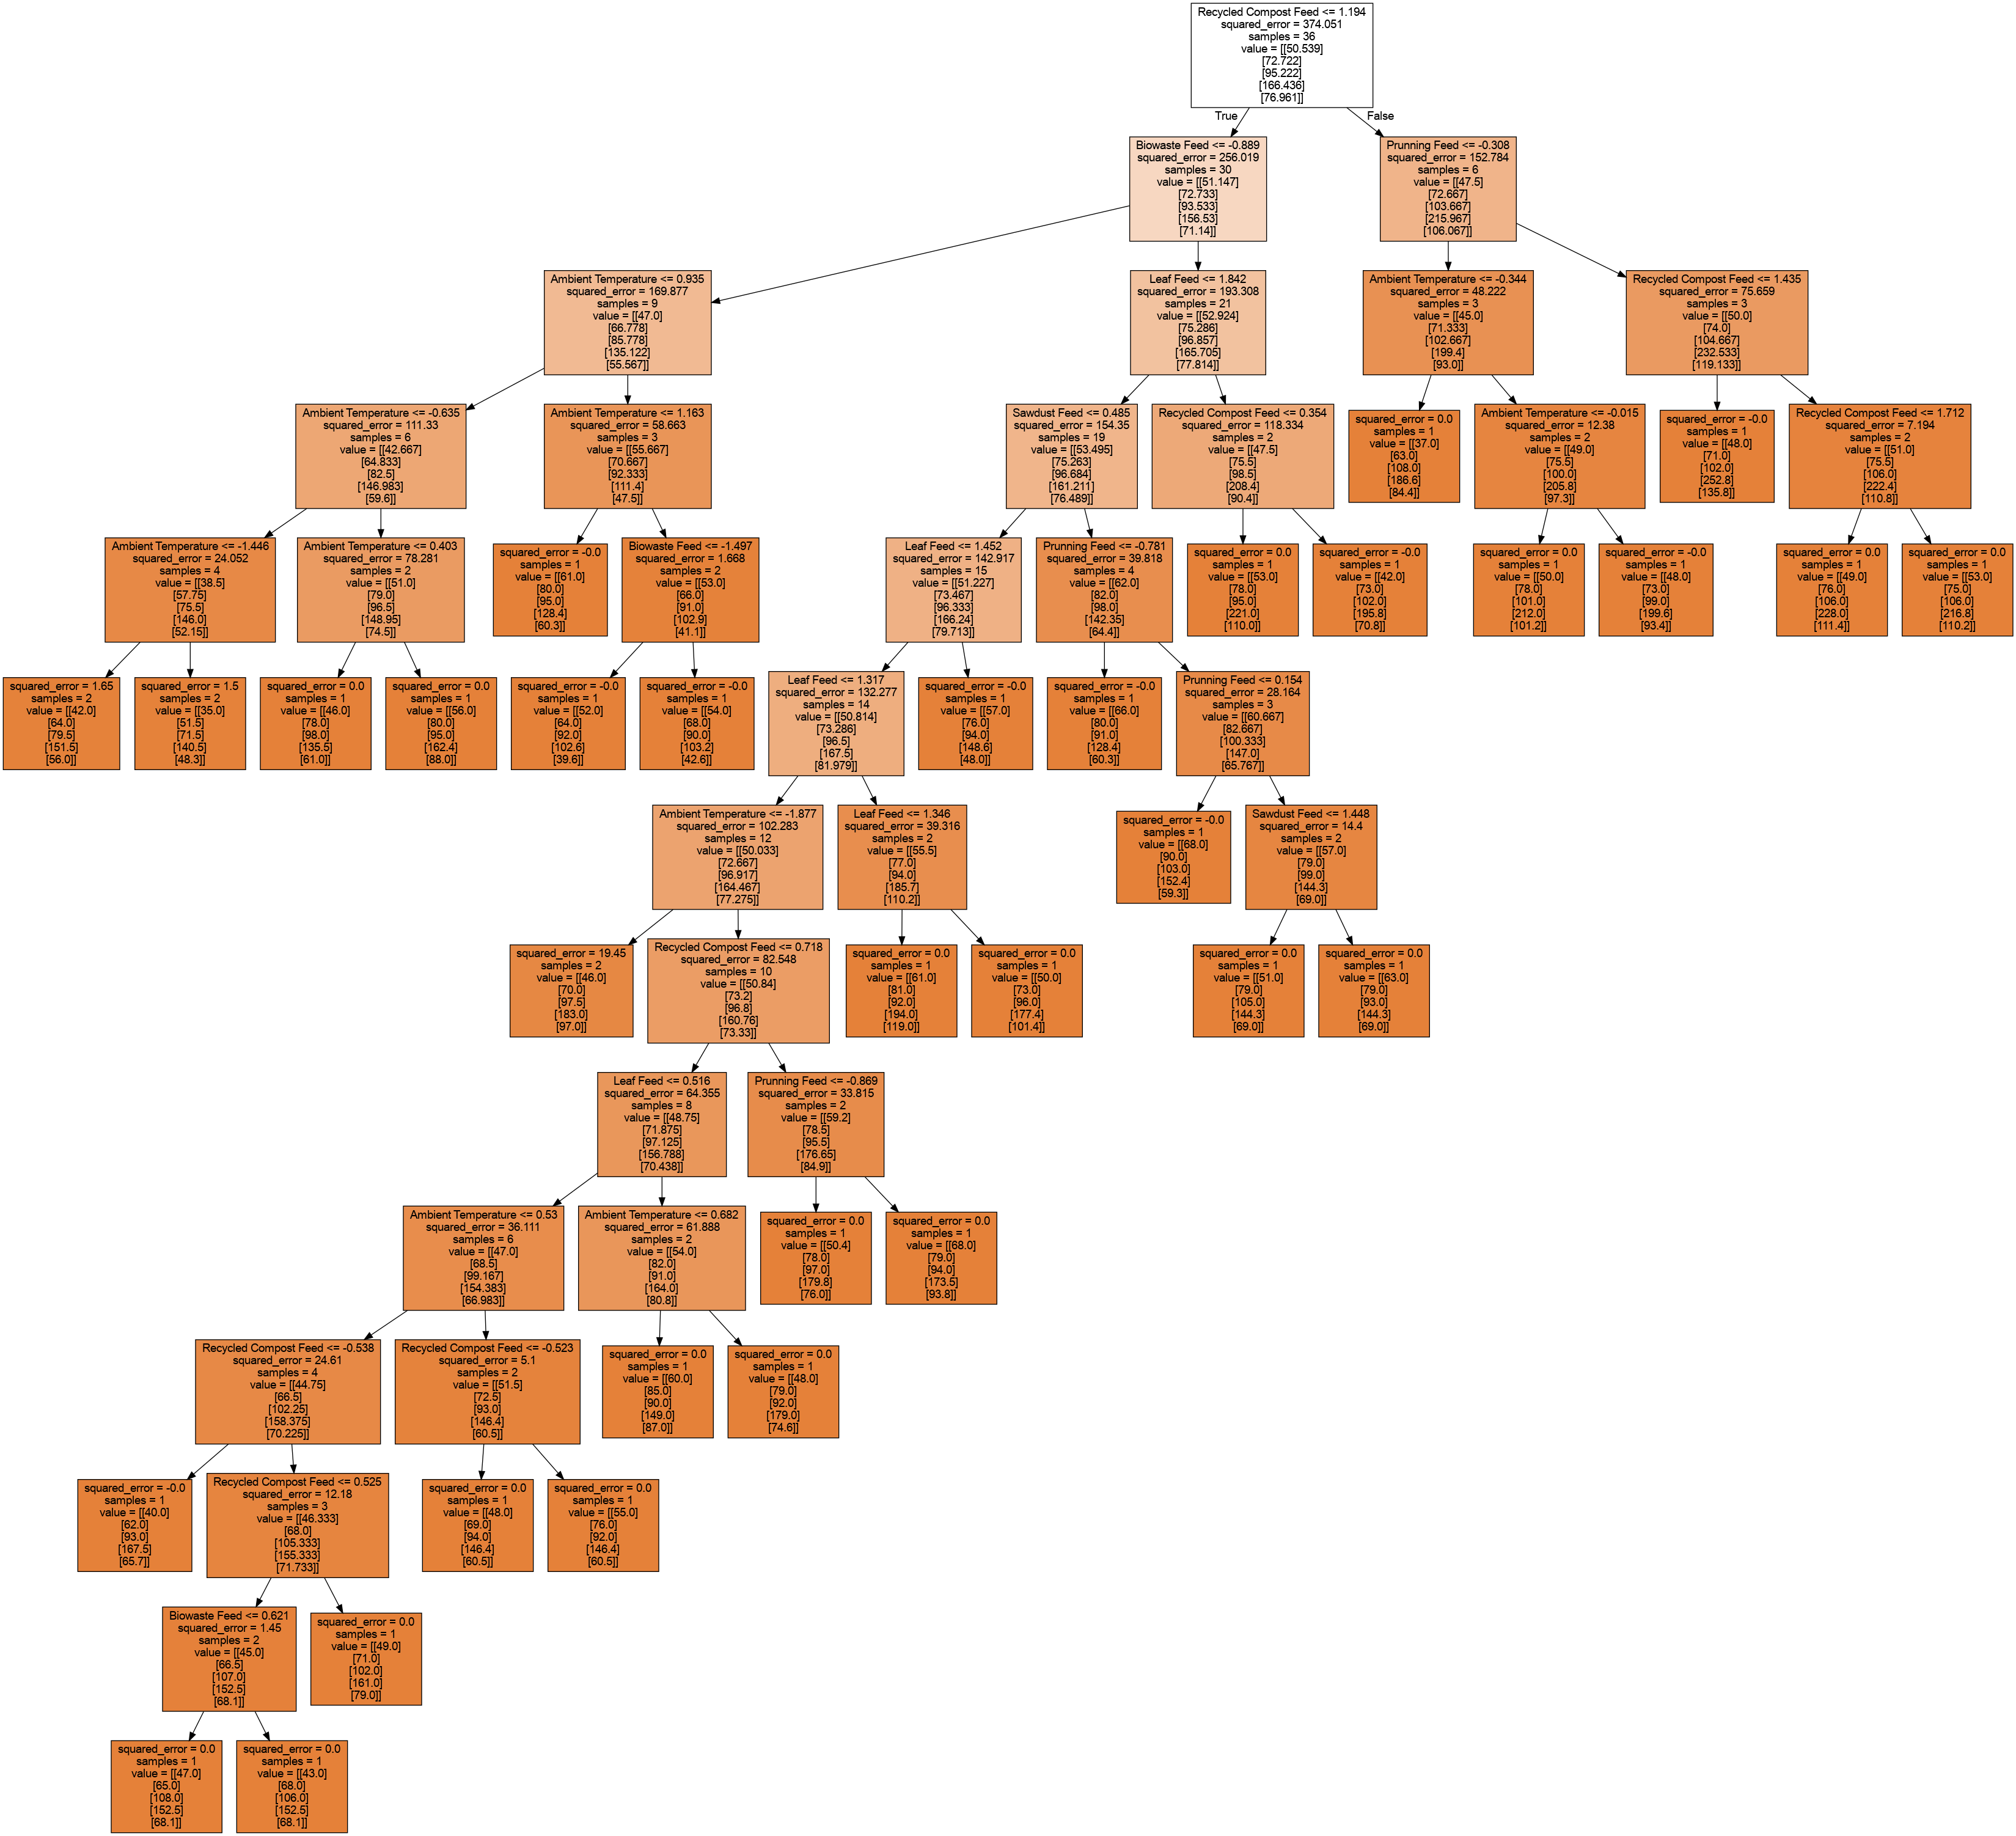 Recycled Compost Feed <= 1.194
squared_error = 374.051
samples = 36
value = [[50.539]
[72.722]
[95.222]
[166.436]
[76.961]]
True
False
Biowaste Feed <= -0.889
squared_error = 256.019
samples = 30
value = [[51.147]
[72.733]
[93.533]
[156.53]
[71.14]]
Prunning Feed <= -0.308
squared_error = 152.784
samples = 6
value = [[47.5]
[72.667]
[103.667]
[215.967]
[106.067]]
Ambient Temperature <= 0.935
squared_error = 169.877
samples = 9
value = [[47.0]
[66.778]
[85.778]
[135.122]
[55.567]]
Leaf Feed <= 1.842
squared_error = 193.308
samples = 21
value = [[52.924]
[75.286]
[96.857]
[165.705]
[77.814]]
Ambient Temperature <= -0.344
squared_error = 48.222
samples = 3
value = [[45.0]
[71.333]
[102.667]
[199.4]
[93.0]]
Recycled Compost Feed <= 1.435
squared_error = 75.659
samples = 3
value = [[50.0]
[74.0]
[104.667]
[232.533]
[119.133]]
Ambient Temperature <= -0.635
squared_error = 111.33
samples = 6
value = [[42.667]
[64.833]
[82.5]
[146.983]
[59.6]]
Ambient Temperature <= 1.163
squared_error = 58.663
samples = 3
value = [[55.667]
[70.667]
[92.333]
[111.4]
[47.5]]
Sawdust Feed <= 0.485
squared_error = 154.35
samples = 19
value = [[53.495]
[75.263]
[96.684]
[161.211]
[76.489]]
Recycled Compost Feed <= 0.354
squared_error = 118.334
samples = 2
value = [[47.5]
[75.5]
[98.5]
[208.4]
[90.4]]
squared_error = 0.0
samples = 1
value = [[37.0]
[63.0]
[108.0]
[186.6]
[84.4]]
Ambient Temperature <= -0.015
squared_error = 12.38
samples = 2
value = [[49.0]
[75.5]
[100.0]
[205.8]
[97.3]]
squared_error = -0.0
samples = 1
value = [[48.0]
[71.0]
[102.0]
[252.8]
[135.8]]
Recycled Compost Feed <= 1.712
squared_error = 7.194
samples = 2
value = [[51.0]
[75.5]
[106.0]
[222.4]
[110.8]]
Ambient Temperature <= -1.446
squared_error = 24.052
samples = 4
value = [[38.5]
[57.75]
[75.5]
[146.0]
[52.15]]
Ambient Temperature <= 0.403
squared_error = 78.281
samples = 2
value = [[51.0]
[79.0]
[96.5]
[148.95]
[74.5]]
squared_error = -0.0
samples = 1
value = [[61.0]
[80.0]
[95.0]
[128.4]
[60.3]]
Biowaste Feed <= -1.497
squared_error = 1.668
samples = 2
value = [[53.0]
[66.0]
[91.0]
[102.9]
[41.1]]
Leaf Feed <= 1.452
squared_error = 142.917
samples = 15
value = [[51.227]
[73.467]
[96.333]
[166.24]
[79.713]]
Prunning Feed <= -0.781
squared_error = 39.818
samples = 4
value = [[62.0]
[82.0]
[98.0]
[142.35]
[64.4]]
squared_error = 0.0
samples = 1
value = [[53.0]
[78.0]
[95.0]
[221.0]
[110.0]]
squared_error = -0.0
samples = 1
value = [[42.0]
[73.0]
[102.0]
[195.8]
[70.8]]
squared_error = 0.0
samples = 1
value = [[50.0]
[78.0]
[101.0]
[212.0]
[101.2]]
squared_error = -0.0
samples = 1
value = [[48.0]
[73.0]
[99.0]
[199.6]
[93.4]]
squared_error = 0.0
samples = 1
value = [[49.0]
[76.0]
[106.0]
[228.0]
[111.4]]
squared_error = 0.0
samples = 1
value = [[53.0]
[75.0]
[106.0]
[216.8]
[110.2]]
squared_error = 1.65
samples = 2
value = [[42.0]
[64.0]
[79.5]
[151.5]
[56.0]]
squared_error = 1.5
samples = 2
value = [[35.0]
[51.5]
[71.5]
[140.5]
[48.3]]
squared_error = 0.0
samples = 1
value = [[46.0]
[78.0]
[98.0]
[135.5]
[61.0]]
squared_error = 0.0
samples = 1
value = [[56.0]
[80.0]
[95.0]
[162.4]
[88.0]]
squared_error = -0.0
samples = 1
value = [[52.0]
[64.0]
[92.0]
[102.6]
[39.6]]
squared_error = -0.0
samples = 1
value = [[54.0]
[68.0]
[90.0]
[103.2]
[42.6]]
Leaf Feed <= 1.317
squared_error = 132.277
samples = 14
value = [[50.814]
[73.286]
[96.5]
[167.5]
[81.979]]
squared_error = -0.0
samples = 1
value = [[57.0]
[76.0]
[94.0]
[148.6]
[48.0]]
squared_error = -0.0
samples = 1
value = [[66.0]
[80.0]
[91.0]
[128.4]
[60.3]]
Prunning Feed <= 0.154
squared_error = 28.164
samples = 3
value = [[60.667]
[82.667]
[100.333]
[147.0]
[65.767]]
Ambient Temperature <= -1.877
squared_error = 102.283
samples = 12
value = [[50.033]
[72.667]
[96.917]
[164.467]
[77.275]]
Leaf Feed <= 1.346
squared_error = 39.316
samples = 2
value = [[55.5]
[77.0]
[94.0]
[185.7]
[110.2]]
squared_error = -0.0
samples = 1
value = [[68.0]
[90.0]
[103.0]
[152.4]
[59.3]]
Sawdust Feed <= 1.448
squared_error = 14.4
samples = 2
value = [[57.0]
[79.0]
[99.0]
[144.3]
[69.0]]
squared_error = 19.45
samples = 2
value = [[46.0]
[70.0]
[97.5]
[183.0]
[97.0]]
Recycled Compost Feed <= 0.718
squared_error = 82.548
samples = 10
value = [[50.84]
[73.2]
[96.8]
[160.76]
[73.33]]
squared_error = 0.0
samples = 1
value = [[61.0]
[81.0]
[92.0]
[194.0]
[119.0]]
squared_error = 0.0
samples = 1
value = [[50.0]
[73.0]
[96.0]
[177.4]
[101.4]]
squared_error = 0.0
samples = 1
value = [[51.0]
[79.0]
[105.0]
[144.3]
[69.0]]
squared_error = 0.0
samples = 1
value = [[63.0]
[79.0]
[93.0]
[144.3]
[69.0]]
Leaf Feed <= 0.516
squared_error = 64.355
samples = 8
value = [[48.75]
[71.875]
[97.125]
[156.788]
[70.438]]
Prunning Feed <= -0.869
squared_error = 33.815
samples = 2
value = [[59.2]
[78.5]
[95.5]
[176.65]
[84.9]]
Ambient Temperature <= 0.53
squared_error = 36.111
samples = 6
value = [[47.0]
[68.5]
[99.167]
[154.383]
[66.983]]
Ambient Temperature <= 0.682
squared_error = 61.888
samples = 2
value = [[54.0]
[82.0]
[91.0]
[164.0]
[80.8]]
squared_error = 0.0
samples = 1
value = [[50.4]
[78.0]
[97.0]
[179.8]
[76.0]]
squared_error = 0.0
samples = 1
value = [[68.0]
[79.0]
[94.0]
[173.5]
[93.8]]
Recycled Compost Feed <= -0.538
squared_error = 24.61
samples = 4
value = [[44.75]
[66.5]
[102.25]
[158.375]
[70.225]]
Recycled Compost Feed <= -0.523
squared_error = 5.1
samples = 2
value = [[51.5]
[72.5]
[93.0]
[146.4]
[60.5]]
squared_error = 0.0
samples = 1
value = [[60.0]
[85.0]
[90.0]
[149.0]
[87.0]]
squared_error = 0.0
samples = 1
value = [[48.0]
[79.0]
[92.0]
[179.0]
[74.6]]
squared_error = -0.0
samples = 1
value = [[40.0]
[62.0]
[93.0]
[167.5]
[65.7]]
Recycled Compost Feed <= 0.525
squared_error = 12.18
samples = 3
value = [[46.333]
[68.0]
[105.333]
[155.333]
[71.733]]
squared_error = 0.0
samples = 1
value = [[48.0]
[69.0]
[94.0]
[146.4]
[60.5]]
squared_error = 0.0
samples = 1
value = [[55.0]
[76.0]
[92.0]
[146.4]
[60.5]]
Biowaste Feed <= 0.621
squared_error = 1.45
samples = 2
value = [[45.0]
[66.5]
[107.0]
[152.5]
[68.1]]
squared_error = 0.0
samples = 1
value = [[49.0]
[71.0]
[102.0]
[161.0]
[79.0]]
squared_error = 0.0
samples = 1
value = [[47.0]
[65.0]
[108.0]
[152.5]
[68.1]]
squared_error = 0.0
samples = 1
value = [[43.0]
[68.0]
[106.0]
[152.5]
[68.1]]